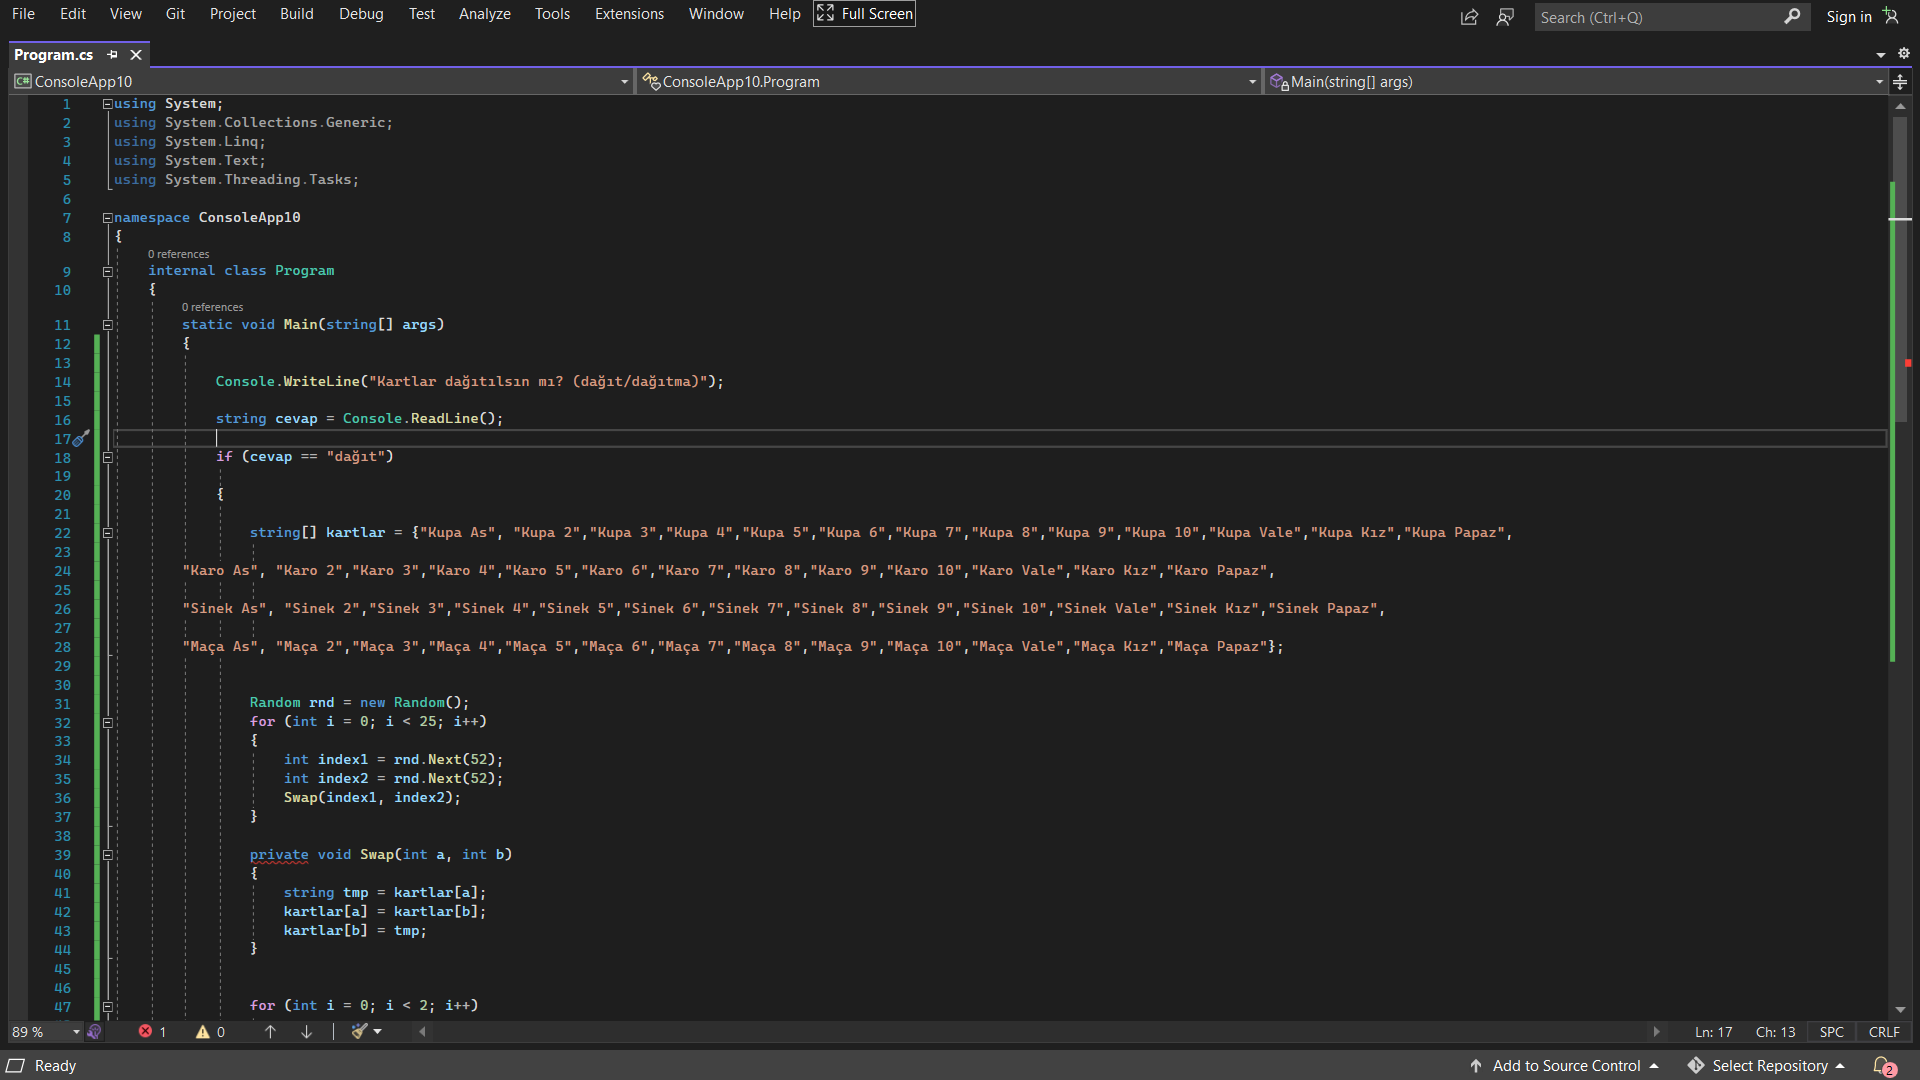 File Edit View Git Project Build Debug Test Analyze Tools Extensions Window Help Full Screen Search (Ctrl+Q) Sign in
Program.cs
C# ConsoleApp10 ConsoleApp10.Program Main(string[] args)
1 using System;
2 using System.Collections.Generic;
3 using System.Linq;
4 using System.Text;
5 using System.Threading.Tasks;
6
7 namespace ConsoleApp10
8 {
0 references
9 internal class Program
10 {
0 references
11 static void Main(string[] args)
12 {
13
14 Console.WriteLine("Kartlar dağıtılsın mı? (dağıt/dağıtma)");
15
16 string cevap = Console.ReadLine();
17
18 if (cevap == "dağıt")
19
20 {
21
22 string[] kartlar = {"Kupa As", "Kupa 2","Kupa 3","Kupa 4","Kupa 5","Kupa 6","Kupa 7","Kupa 8","Kupa 9","Kupa 10","Kupa Vale","Kupa Kız","Kupa Papaz",
23
24 "Karo As", "Karo 2","Karo 3","Karo 4","Karo 5","Karo 6","Karo 7","Karo 8","Karo 9","Karo 10","Karo Vale","Karo Kız","Karo Papaz",
25
26 "Sinek As", "Sinek 2","Sinek 3","Sinek 4","Sinek 5","Sinek 6","Sinek 7","Sinek 8","Sinek 9","Sinek 10","Sinek Vale","Sinek Kız","Sinek Papaz",
27
28 "Maça As", "Maça 2","Maça 3","Maça 4","Maça 5","Maça 6","Maça 7","Maça 8","Maça 9","Maça 10","Maça Vale","Maça Kız","Maça Papaz"};
29
30
31 Random rnd = new Random();
32 for (int i = 0; i < 25; i++)
33 {
34 int index1 = rnd.Next(52);
35 int index2 = rnd.Next(52);
36 Swap(index1, index2);
37 }
38
39 private void Swap(int a, int b)
40 {
41 string tmp = kartlar[a];
42 kartlar[a] = kartlar[b];
43 kartlar[b] = tmp;
44 }
45
46
47 for (int i = 0; i < 2; i++)
89 % 1 0 Ln: 17 Ch: 13 SPC CRLF
Ready Add to Source Control Select Repository 2